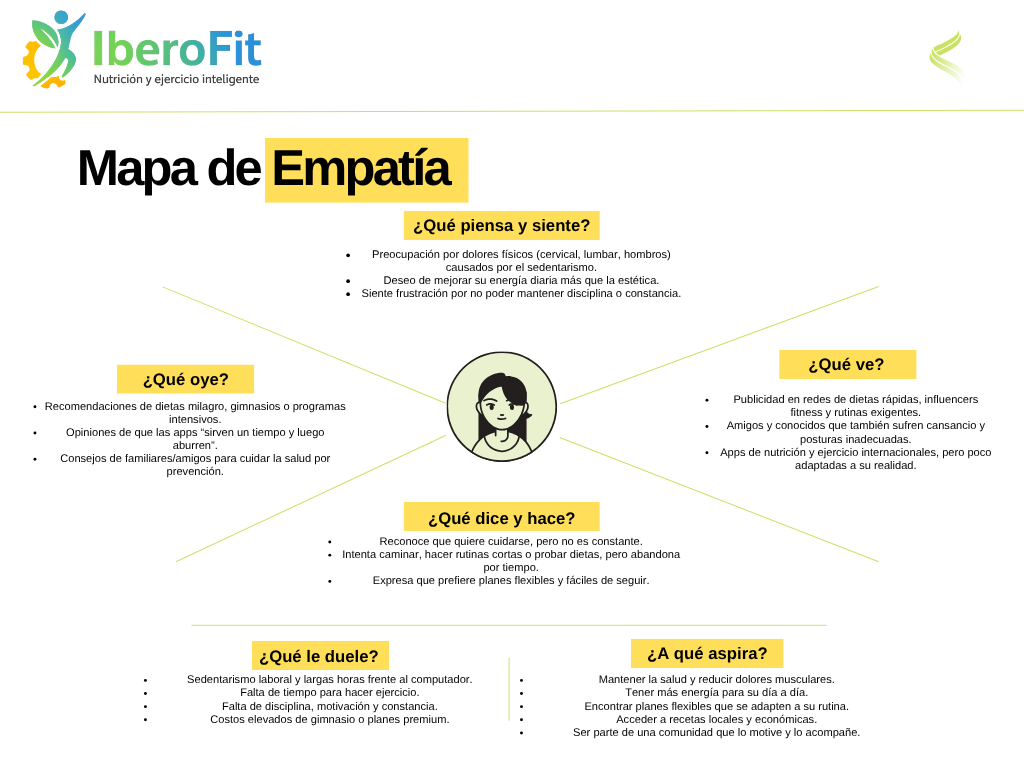 IberoFit
Nutrición y ejercicio inteligente
Mapa de Empatía
¿Qué piensa y siente?
• Preocupación por dolores físicos (cervical, lumbar, hombros)
causados por el sedentarismo.
• Deseo de mejorar su energía diaria más que la estética.
• Siente frustración por no poder mantener disciplina o constancia.
¿Qué oye?
• Recomendaciones de dietas milagro, gimnasios o programas
intensivos.
• Opiniones de que las apps “sirven un tiempo y luego
aburren”.
• Consejos de familiares/amigos para cuidar la salud por
prevención.
¿Qué ve?
• Publicidad en redes de dietas rápidas, influencers
fitness y rutinas exigentes.
• Amigos y conocidos que también sufren cansancio y
posturas inadecuadas.
• Apps de nutrición y ejercicio internacionales, pero poco
adaptadas a su realidad.
¿Qué dice y hace?
• Reconoce que quiere cuidarse, pero no es constante.
• Intenta caminar, hacer rutinas cortas o probar dietas, pero abandona
por tiempo.
• Expresa que prefiere planes flexibles y fáciles de seguir.
¿Qué le duele?
• Sedentarismo laboral y largas horas frente al computador.
• Falta de tiempo para hacer ejercicio.
• Falta de disciplina, motivación y constancia.
• Costos elevados de gimnasio o planes premium.
¿A qué aspira?
• Mantener la salud y reducir dolores musculares.
• Tener más energía para su día a día.
• Encontrar planes flexibles que se adapten a su rutina.
• Acceder a recetas locales y económicas.
• Ser parte de una comunidad que lo motive y lo acompañe.